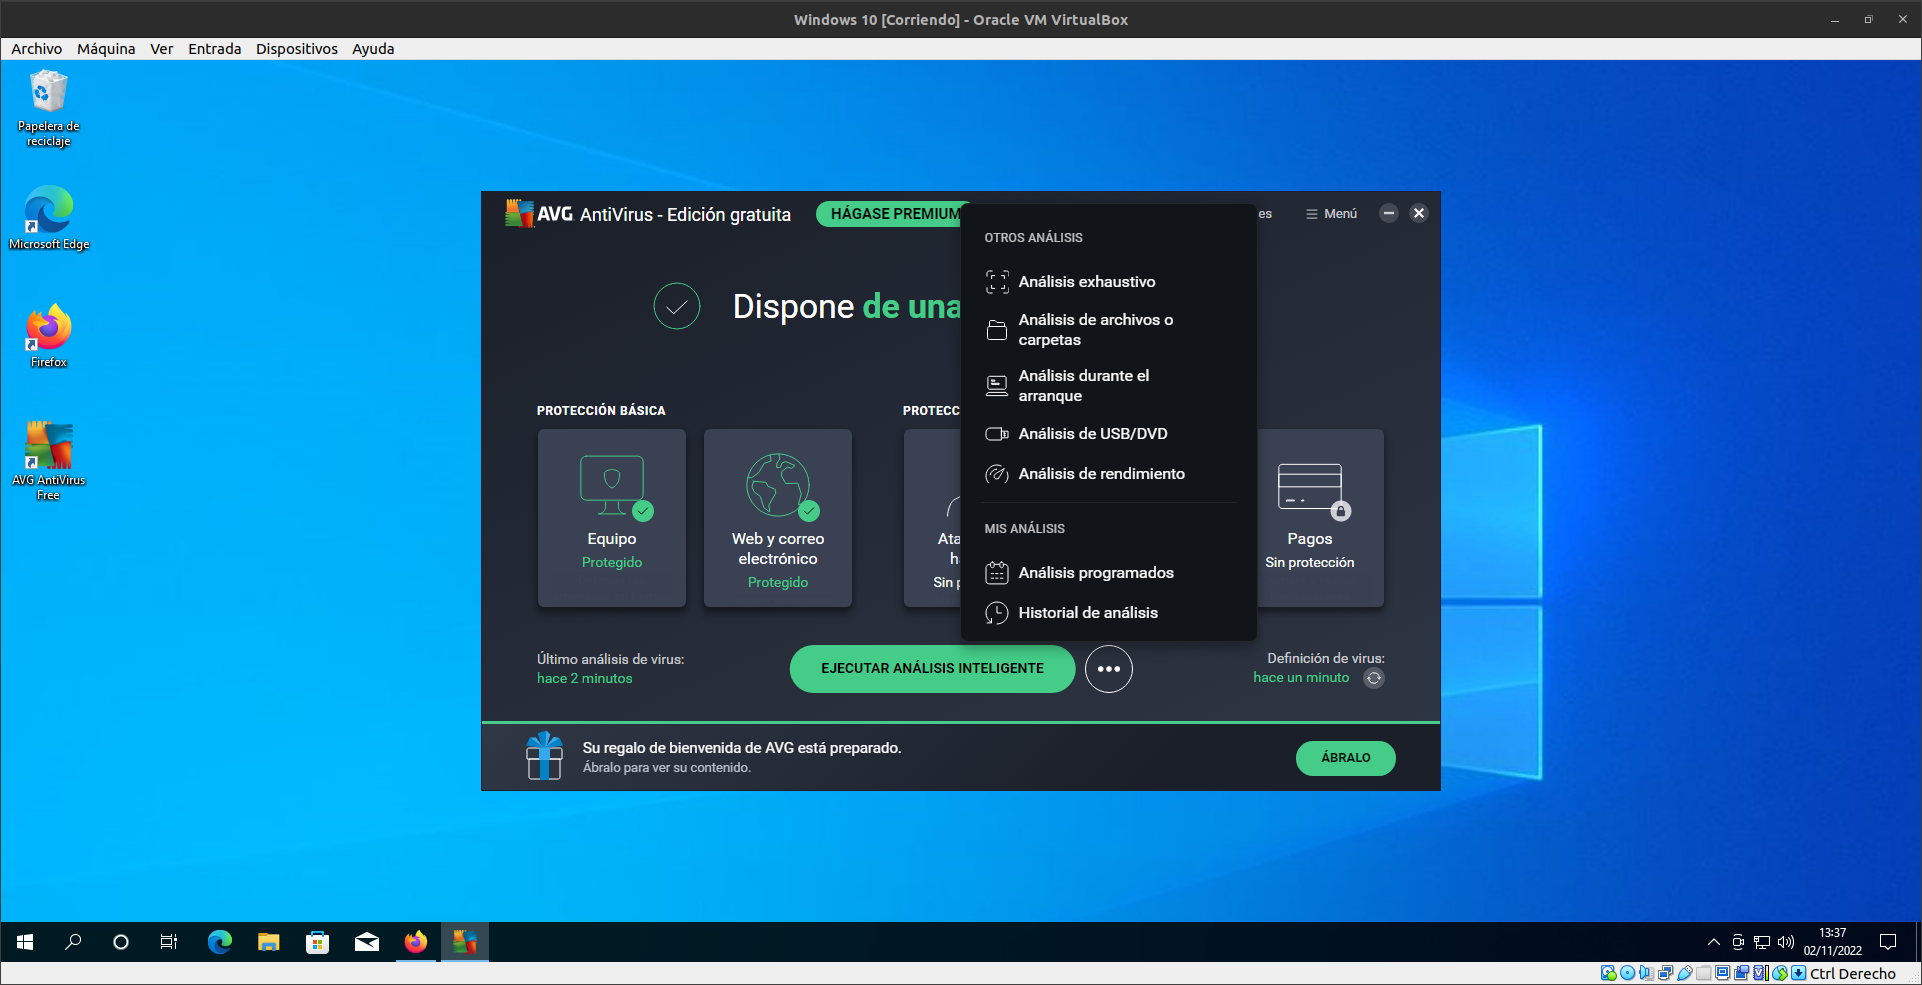 Windows 10 [Corriendo] - Oracle VM VirtualBox
Archivo Máquina Ver Entrada Dispositivos Ayuda
Papelera de
reciclaje
Microsoft Edge
Firefox
AVG AntiVirus
Free
AVG AntiVirus - Edición gratuita
HÁGASE PREMIUM
es
Menú
Dispone de una
OTROS ANÁLISIS
Análisis exhaustivo
Análisis de archivos o
carpetas
Análisis durante el
arranque
Análisis de USB/DVD
Análisis de rendimiento
MIS ANÁLISIS
Análisis programados
Historial de análisis
PROTECCIÓN BÁSICA
Equipo
Protegido
Web y correo
electrónico
Protegido
PROTECC
Ata
h
Sin p
Pagos
Sin protección
Último análisis de virus:
hace 2 minutos
EJECUTAR ANÁLISIS INTELIGENTE
Definición de virus:
hace un minuto
Su regalo de bienvenida de AVG está preparado.
Ábralo para ver su contenido.
ÁBRALO
13:37
02/11/2022
Ctrl Derecho